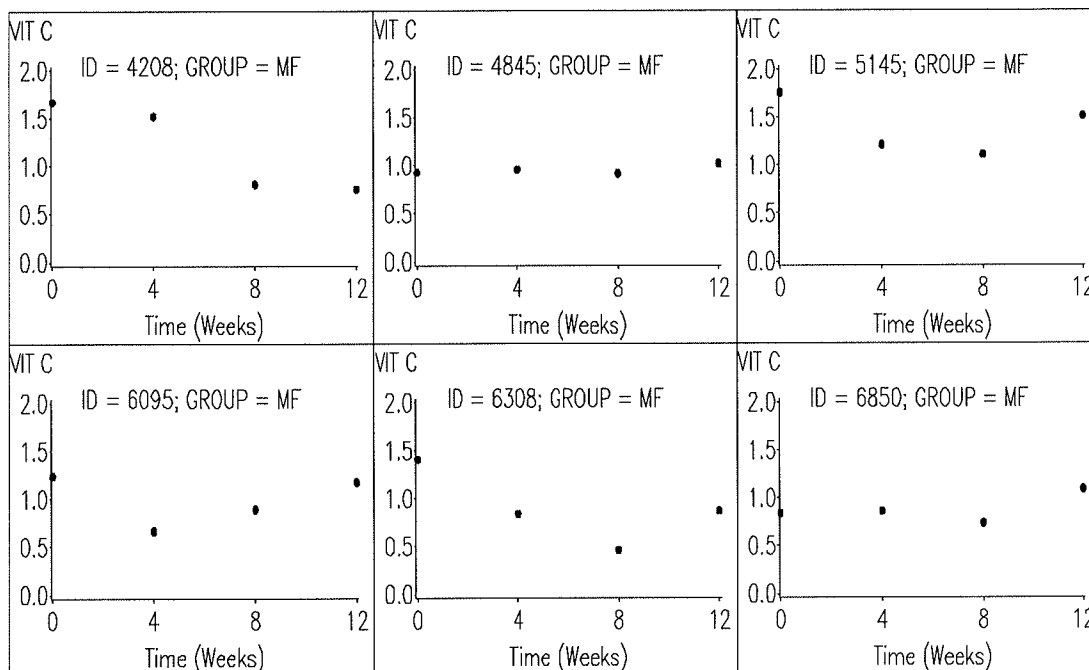 VIT C
ID = 4208; GROUP = MF
2.0
1.5
1.0
0.5
0.0
0 4 8 12
Time (Weeks)
VIT C
ID = 4845; GROUP = MF
2.0
1.5
1.0
0.5
0.0
0 4 8 12
Time (Weeks)
VIT C
ID = 5145; GROUP = MF
2.0
1.5
1.0
0.5
0.0
0 4 8 12
Time (Weeks)
VIT C
ID = 6095; GROUP = MF
2.0
1.5
1.0
0.5
0.0
0 4 8 12
Time (Weeks)
VIT C
ID = 6308; GROUP = MF
2.0
1.5
1.0
0.5
0.0
0 4 8 12
Time (Weeks)
VIT C
ID = 6850; GROUP = MF
2.0
1.5
1.0
0.5
0.0
0 4 8 12
Time (Weeks)